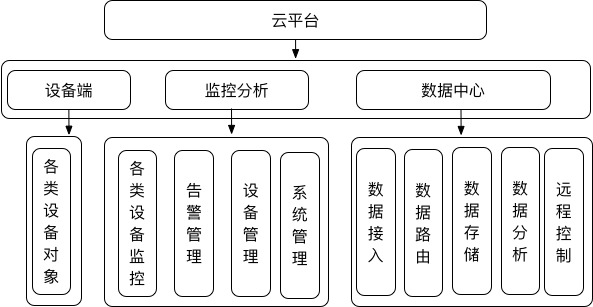 云平台
设备端
监控分析
数据中心
各类设备对象
各类设备监控
告警管理
设备管理
系统管理
数据接入
数据路由
数据存储
数据分析
远程控制